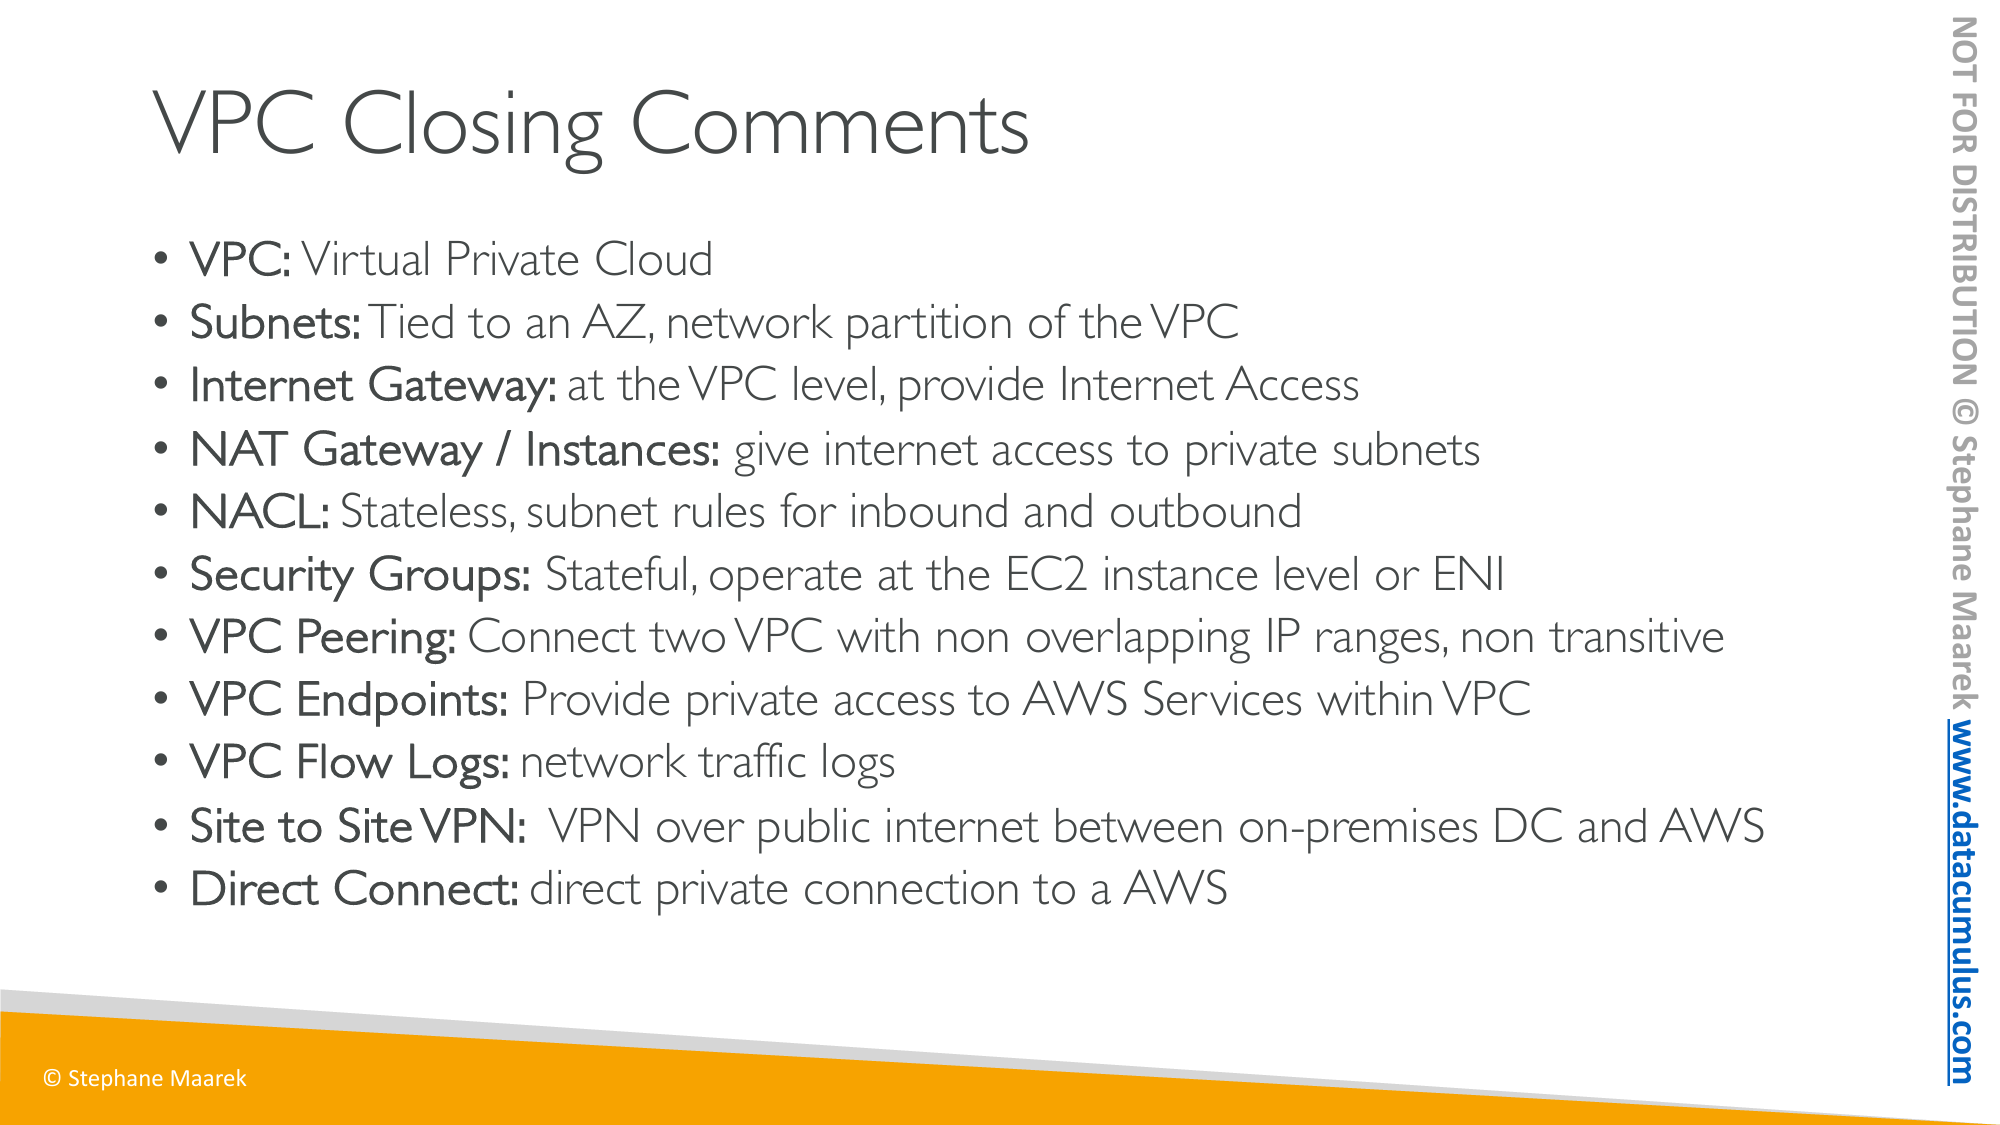 VPC Closing Comments
• VPC: Virtual Private Cloud
• Subnets: Tied to an AZ, network partition of the VPC
• Internet Gateway: at the VPC level, provide Internet Access
• NAT Gateway / Instances: give internet access to private subnets
• NACL: Stateless, subnet rules for inbound and outbound
• Security Groups: Stateful, operate at the EC2 instance level or ENI
• VPC Peering: Connect two VPC with non overlapping IP ranges, non transitive
• VPC Endpoints: Provide private access to AWS Services within VPC
• VPC Flow Logs: network traffic logs
• Site to Site VPN: VPN over public internet between on-premises DC and AWS
• Direct Connect: direct private connection to a AWS
© Stephane Maarek
NOT FOR DISTRIBUTION © Stephane Maarek www.datacumulus.com